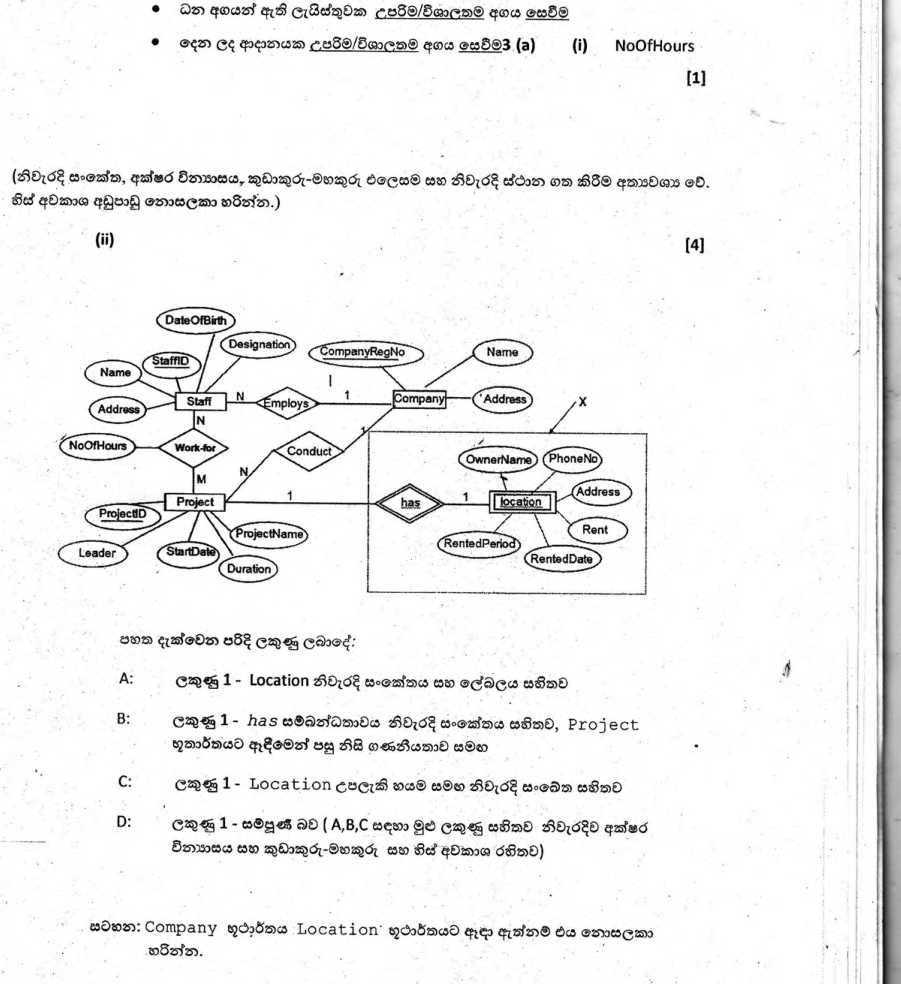 • ධන අගයන් ඇති ලැයිස්තුවක උපරිම/විශාලතම අගය සෙවීම
• දෙන ලද ආදානයක උපරිම/විශාලතම අගය සෙවීම3 (a) (i) NoOfHours
[1]
(නිවැරදි සංකේත, අක්ෂර වින්‍යාසය, කුඩාකුරු-මහකුරු එලෙසම සහ නිවැරදි ස්ථාන ගත කිරීම අත්‍යවශ්‍ය වේ.
හිස් අවකාශ අඩුපාඩු නොසලකා හරින්න.)
(ii) [4]
DateOfBirth
Designation
StaffID
Name
Address
Staff
N
Employs
1
CompanyRegNo
Name
Company
Address
X
N
NoOfHours
Work-for
Conduct
1
N
M
OwnerName
PhoneNo
Project
1
has
1
location
Address
ProjectID
ProjectName
Rent
Leader
StartDate
Duration
RentedPeriod
RentedDate
පහත දැක්වෙන පරිදි ලකුණු ලබාදේ:
A: ලකුණු 1 - Location නිවැරදි සංකේතය සහ ලේබලය සහිතව
B: ලකුණු 1 - has සම්බන්ධතාවය නිවැරදි සංකේතය සහිතව, Project
භූතාර්තයට ඇඳීමෙන් පසු නිසි ගණනීයතාව සමඟ
C: ලකුණු 1 - Location උපලැකි හයම සමඟ නිවැරදි සංඛේත සහිතව
D: ලකුණු 1 - සම්පූණී බව ( A,B,C සඳහා මුළු ලකුණු සහිතව නිවැරදිව අක්ෂර
වින්‍යාසය සහ කුඩාකුරු-මහකුරු සහ හිස් අවකාශ රහිතව)
සටහන: Company භූථාර්තය Location භූථාර්තයට ඇඳා ඇත්නම් එය නොසලකා
හරින්න.